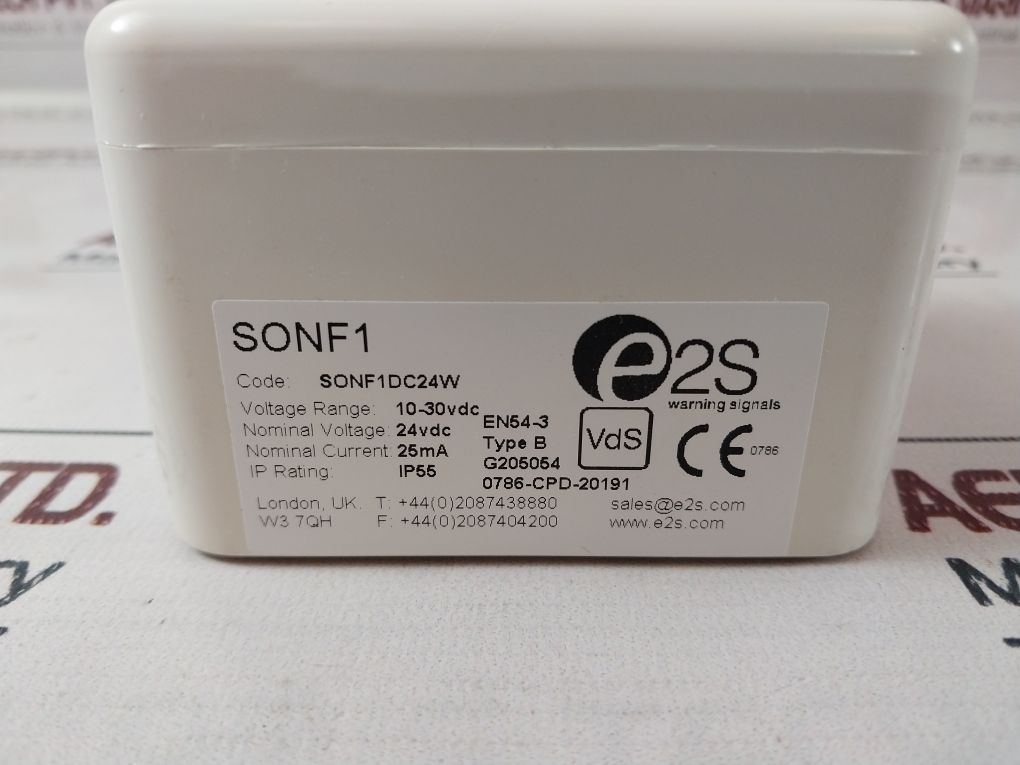 SONF1
Code: SONF1DC24W
Voltage Range: 10-30vdc
Nominal Voltage: 24vdc
Nominal Current: 25mA
IP Rating: IP55
EN54-3
Type B
G205054
0786-CPD-20191
e2S
warning signals
VdS
CE 0786
London, UK. T: +44(0)2087438880 sales@e2s.com
W3 7QH F: +44(0)2087404200 www.e2s.com
TD.